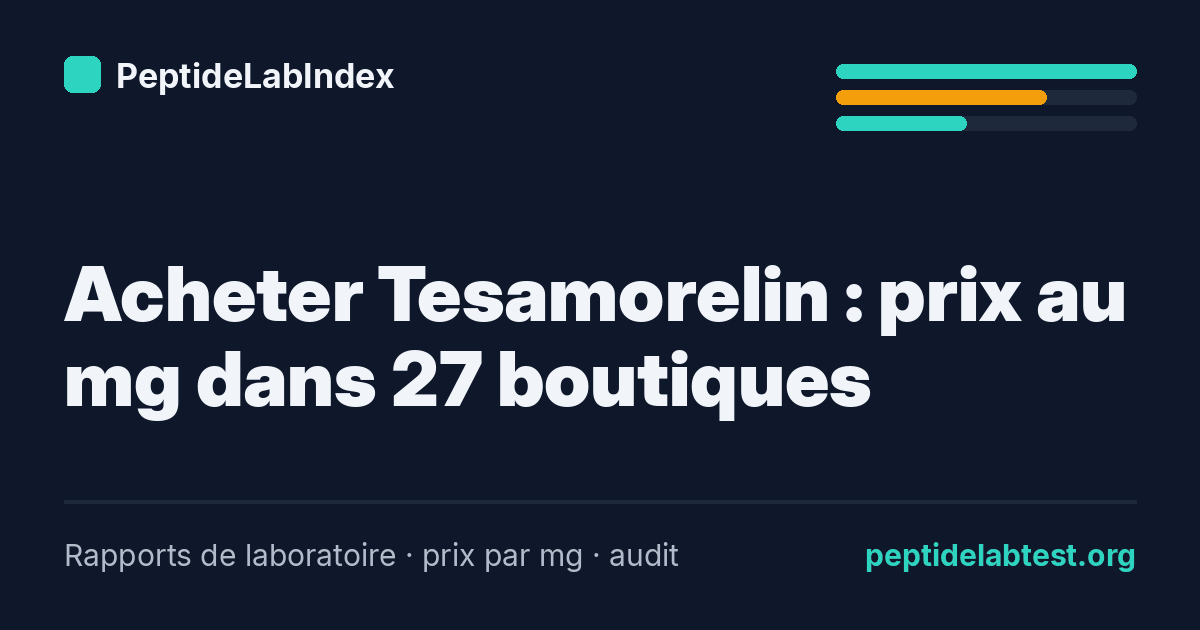 PeptideLabIndex
Acheter Tesamorelin : prix au
mg dans 27 boutiques
Rapports de laboratoire · prix par mg · audit
peptidelabtest.org